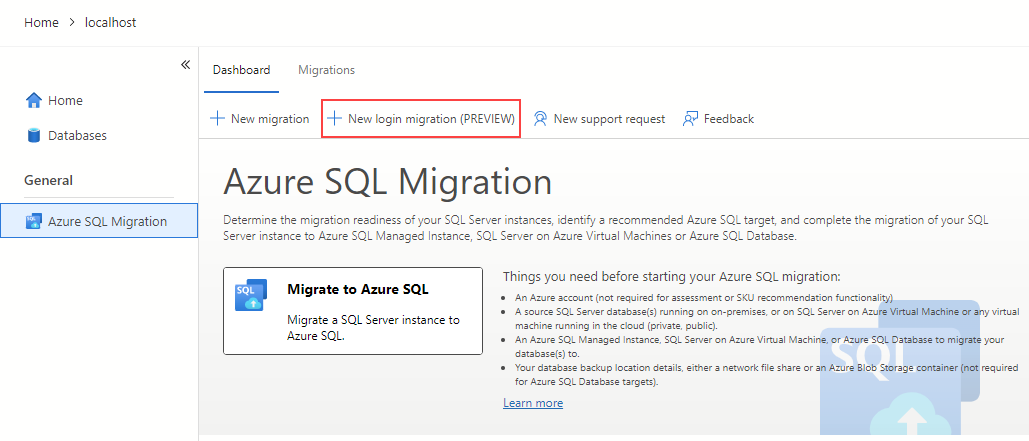 Home > localhost
«
Dashboard
Migrations
Home
Databases
General
Azure SQL Migration
+ New migration
+ New login migration (PREVIEW)
New support request
Feedback
Azure SQL Migration
Determine the migration readiness of your SQL Server instances, identify a recommended Azure SQL target, and complete the migration of your SQL
Server instance to Azure SQL Managed Instance, SQL Server on Azure Virtual Machines or Azure SQL Database.
SQL
Migrate to Azure SQL
Migrate a SQL Server instance to
Azure SQL.
Things you need before starting your Azure SQL migration:
• An Azure account (not required for assessment or SKU recommendation functionality)
• A source SQL Server database(s) running on on-premises, or on SQL Server on Azure Virtual Machine or any virtual
machine running in the cloud (private, public).
• An Azure SQL Managed Instance, SQL Server on Azure Virtual Machine, or Azure SQL Database to migrate your
database(s) to.
• Your database backup location details, either a network file share or an Azure Blob Storage container (not required
for Azure SQL Database targets).
Learn more
SQL